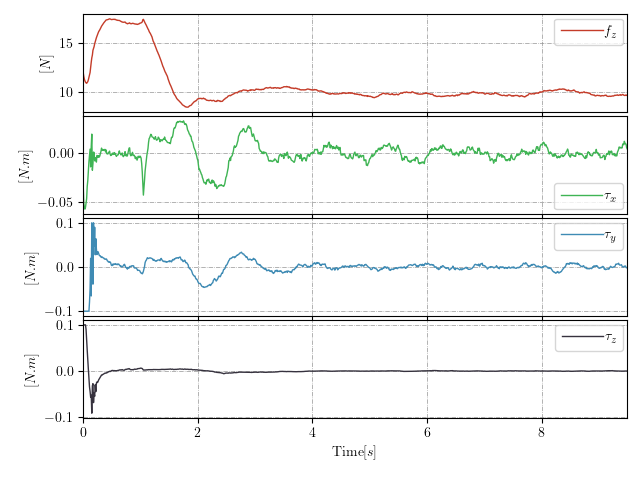 15
10
[N]
f_z
0.00
−0.05
[N.m]
τ_x
0.1
0.0
−0.1
[N.m]
τ_y
0.1
0.0
−0.1
[N.m]
τ_z
0 2 4 6 8
Time[s]